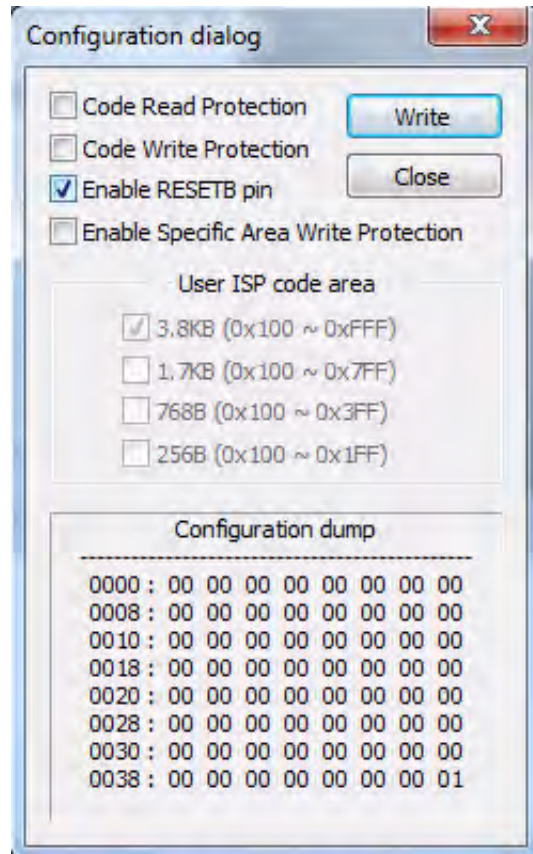 Configuration dialog
X
Code Read Protection
Write
Code Write Protection
Close
Enable RESETB pin
Enable Specific Area Write Protection
User ISP code area
3.8KB (0x100 ~ 0xFFF)
1.7KB (0x100 ~ 0x7FF)
768B (0x100 ~ 0x3FF)
256B (0x100 ~ 0x1FF)
Configuration dump
--------------------------------------------------
0000 : 00 00 00 00 00 00 00 00
0008 : 00 00 00 00 00 00 00 00
0010 : 00 00 00 00 00 00 00 00
0018 : 00 00 00 00 00 00 00 00
0020 : 00 00 00 00 00 00 00 00
0028 : 00 00 00 00 00 00 00 00
0030 : 00 00 00 00 00 00 00 00
0038 : 00 00 00 00 00 00 00 01